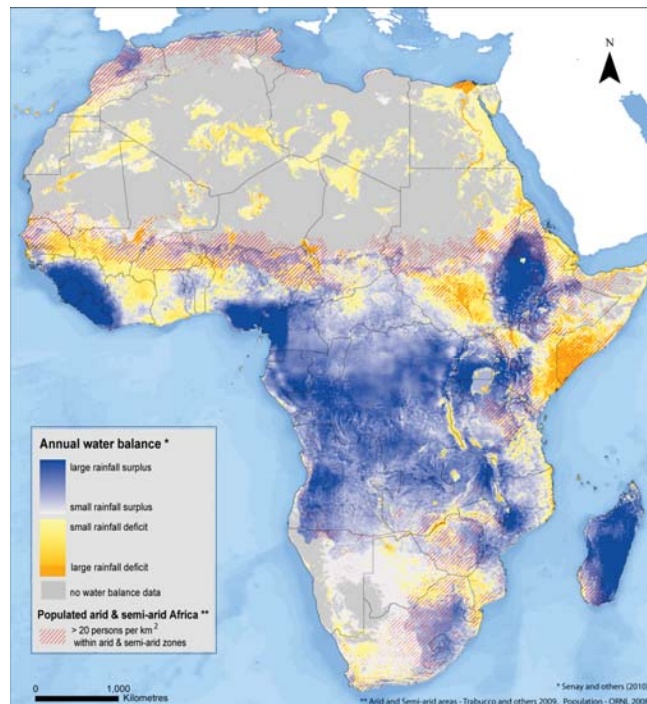 N
Annual water balance *
large rainfall surplus
small rainfall surplus
small rainfall deficit
large rainfall deficit
no water balance data
Populated arid & semi-arid Africa **
> 20 persons per km 2
within arid & semi-arid zones
0 1,000
Kilometres
* Senay and others (2010)
** Arid and Semi-arid areas - Trabucco and others 2009. Population - ORNL 2008